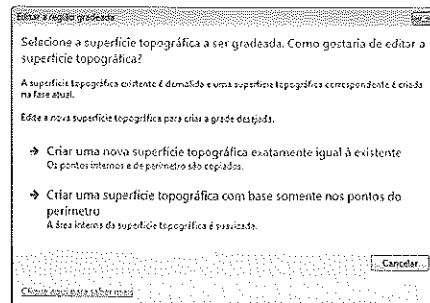 Editar a região gradeada
Selecione a superfície topográfica a ser gradeada. Como gostaria de editar a
superfície topográfica?
A superfície topográfica existente é demolida e uma superfície topográfica correspondente é criada
na fase atual.
Edite a nova superfície topográfica para criar a grade desejada.
➔ Criar uma nova superfície topográfica exatamente igual à existente
Os pontos internos e de perímetro são copiados.
➔ Criar uma superfície topográfica com base somente nos pontos do
perímetro
A área interna da superfície topográfica é suavizada.
Cancelar
Clique aqui para saber mais